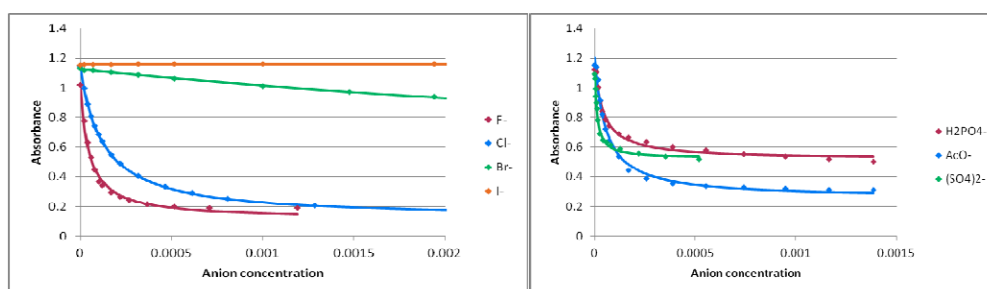 1.4
1.2
1
0.8
0.6
0.4
0.2
0
Absorbance
0
0.0005
0.001
0.0015
0.002
Anion concentration
F-
Cl-
Br-
I-
1.4
1.2
1
0.8
0.6
0.4
0.2
0
Absorbance
0
0.0005
0.001
0.0015
Anion concentration
H2PO4-
AcO-
(SO4)2-